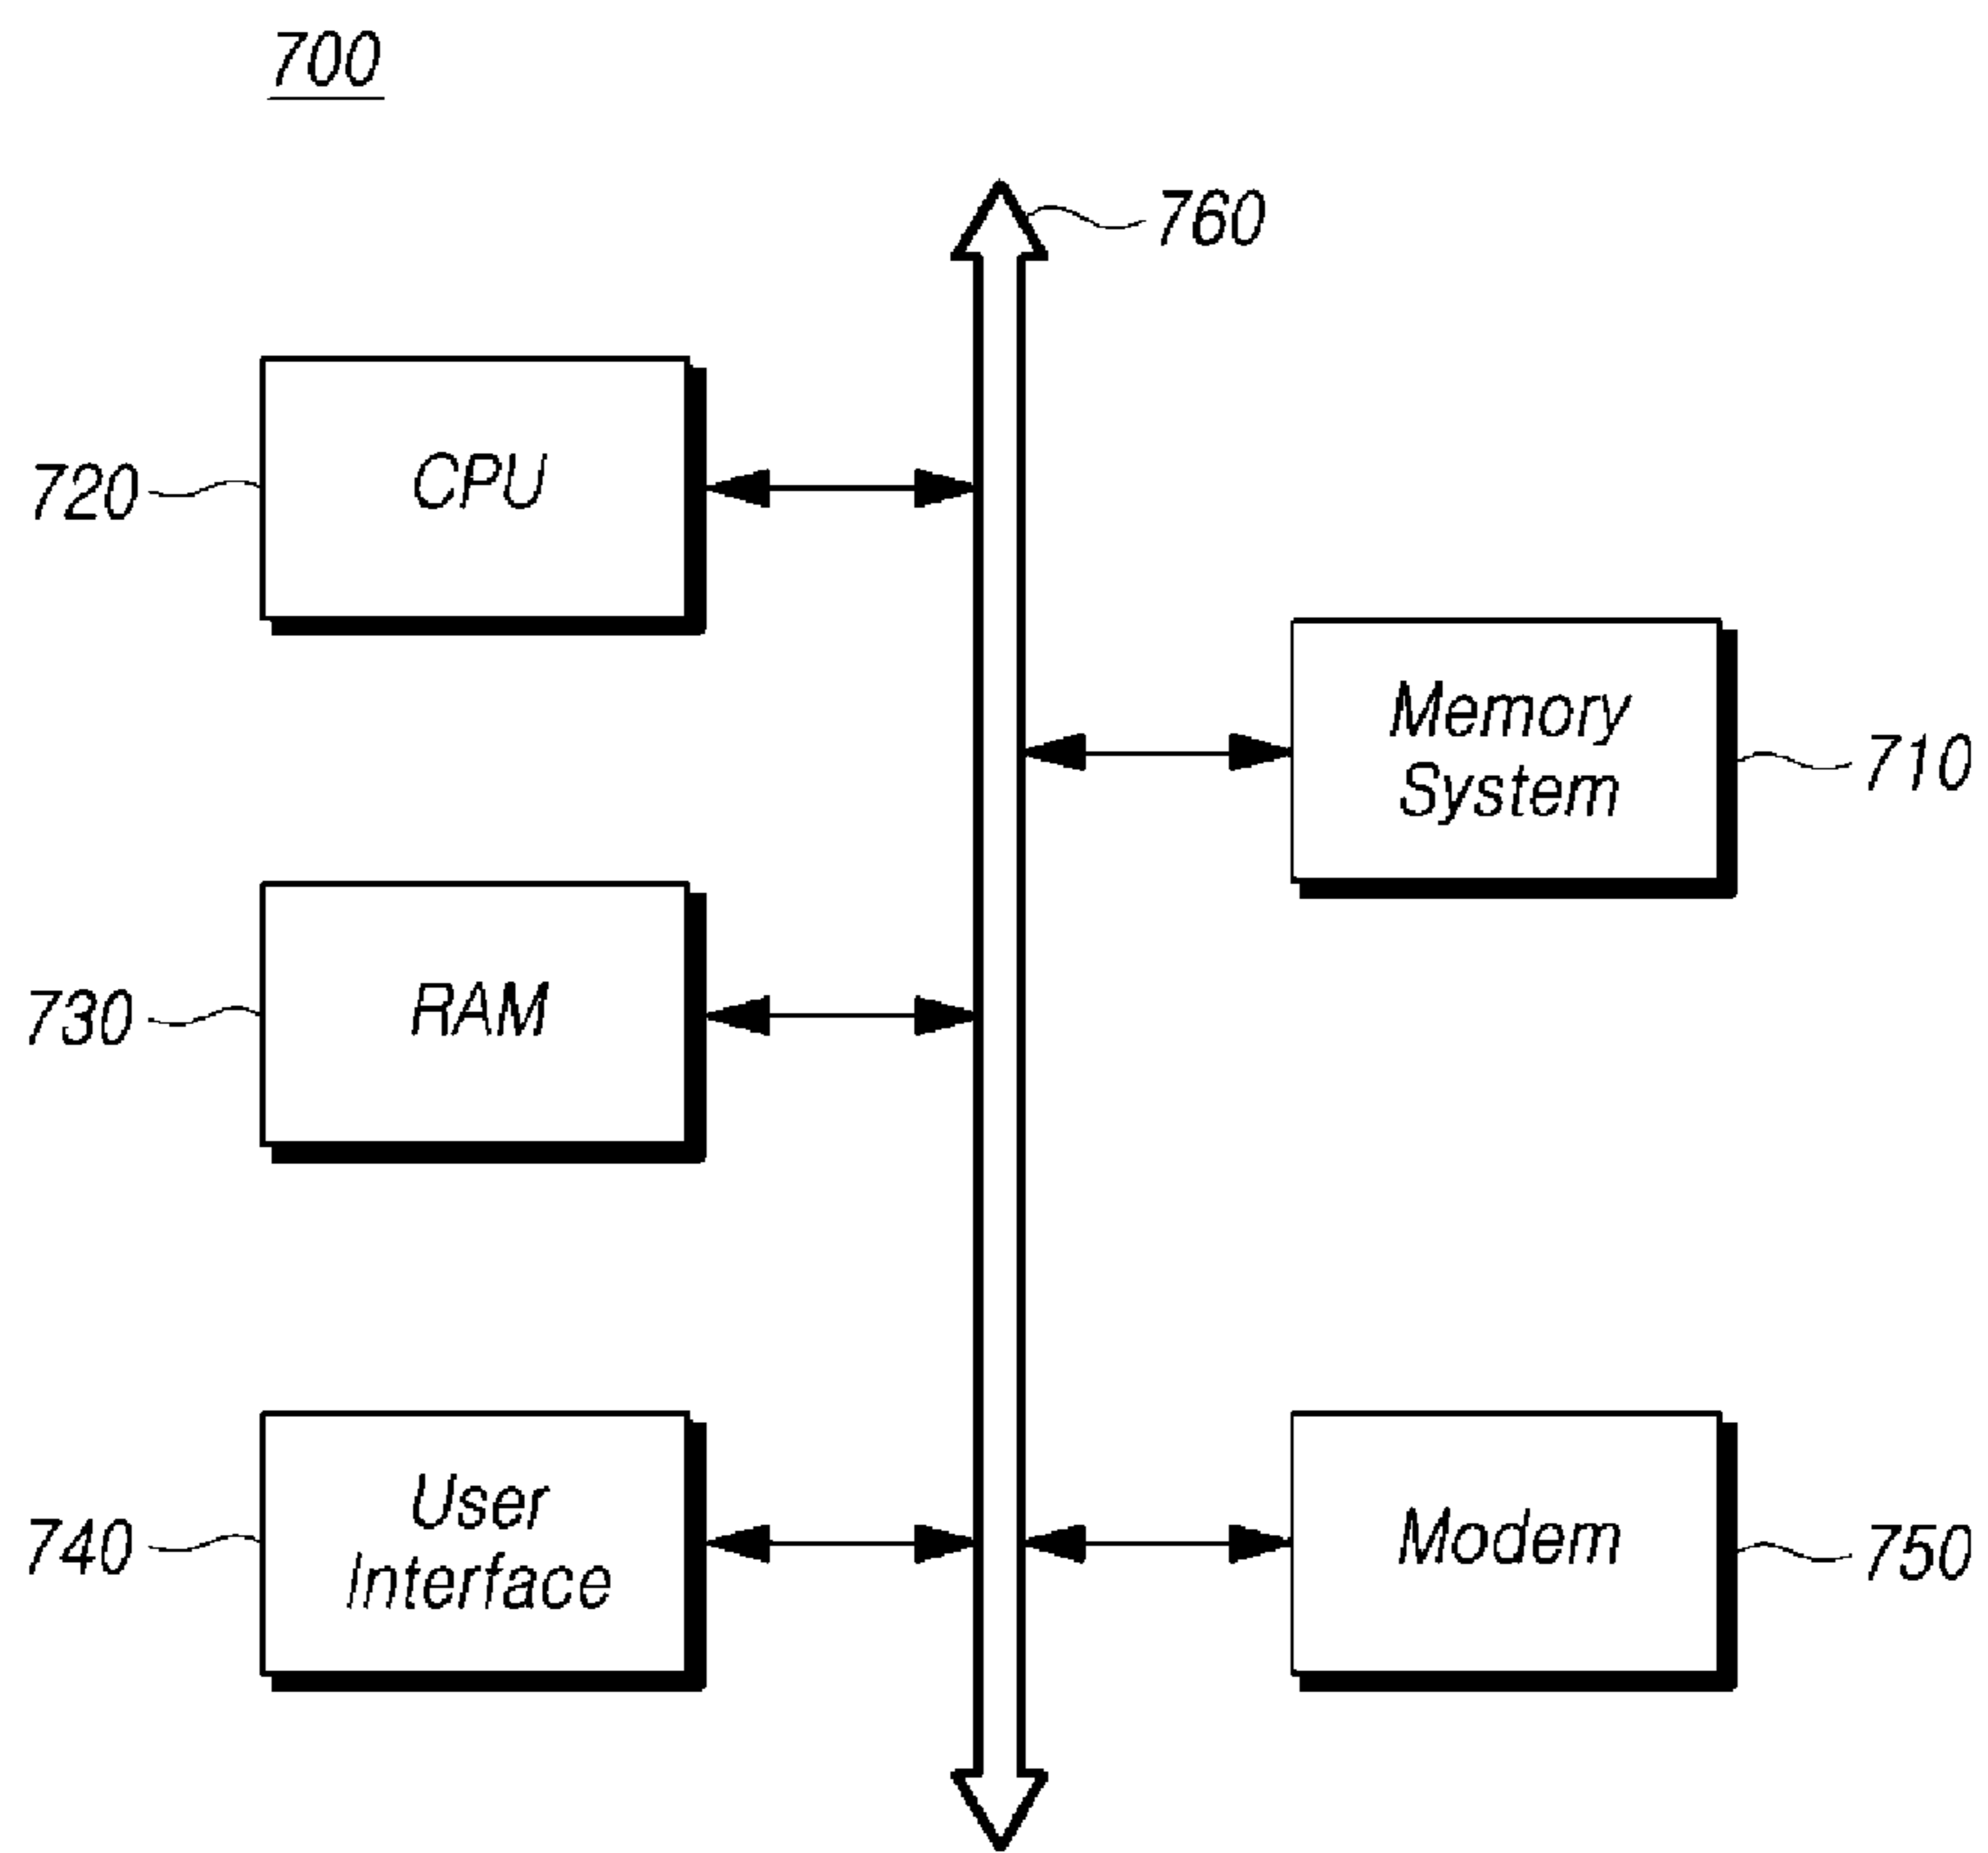 700
760
720
CPU
Memory
System
710
730
RAM
740
User
Interface
Modem
750